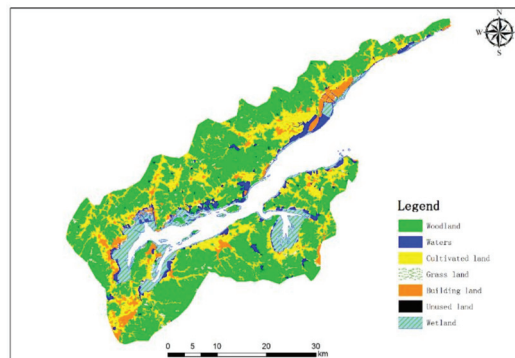 N
W E
S
Legend
Woodland
Waters
Cultivated land
Grass land
Building land
Unused land
Wetland
0 5 10 20 30
km